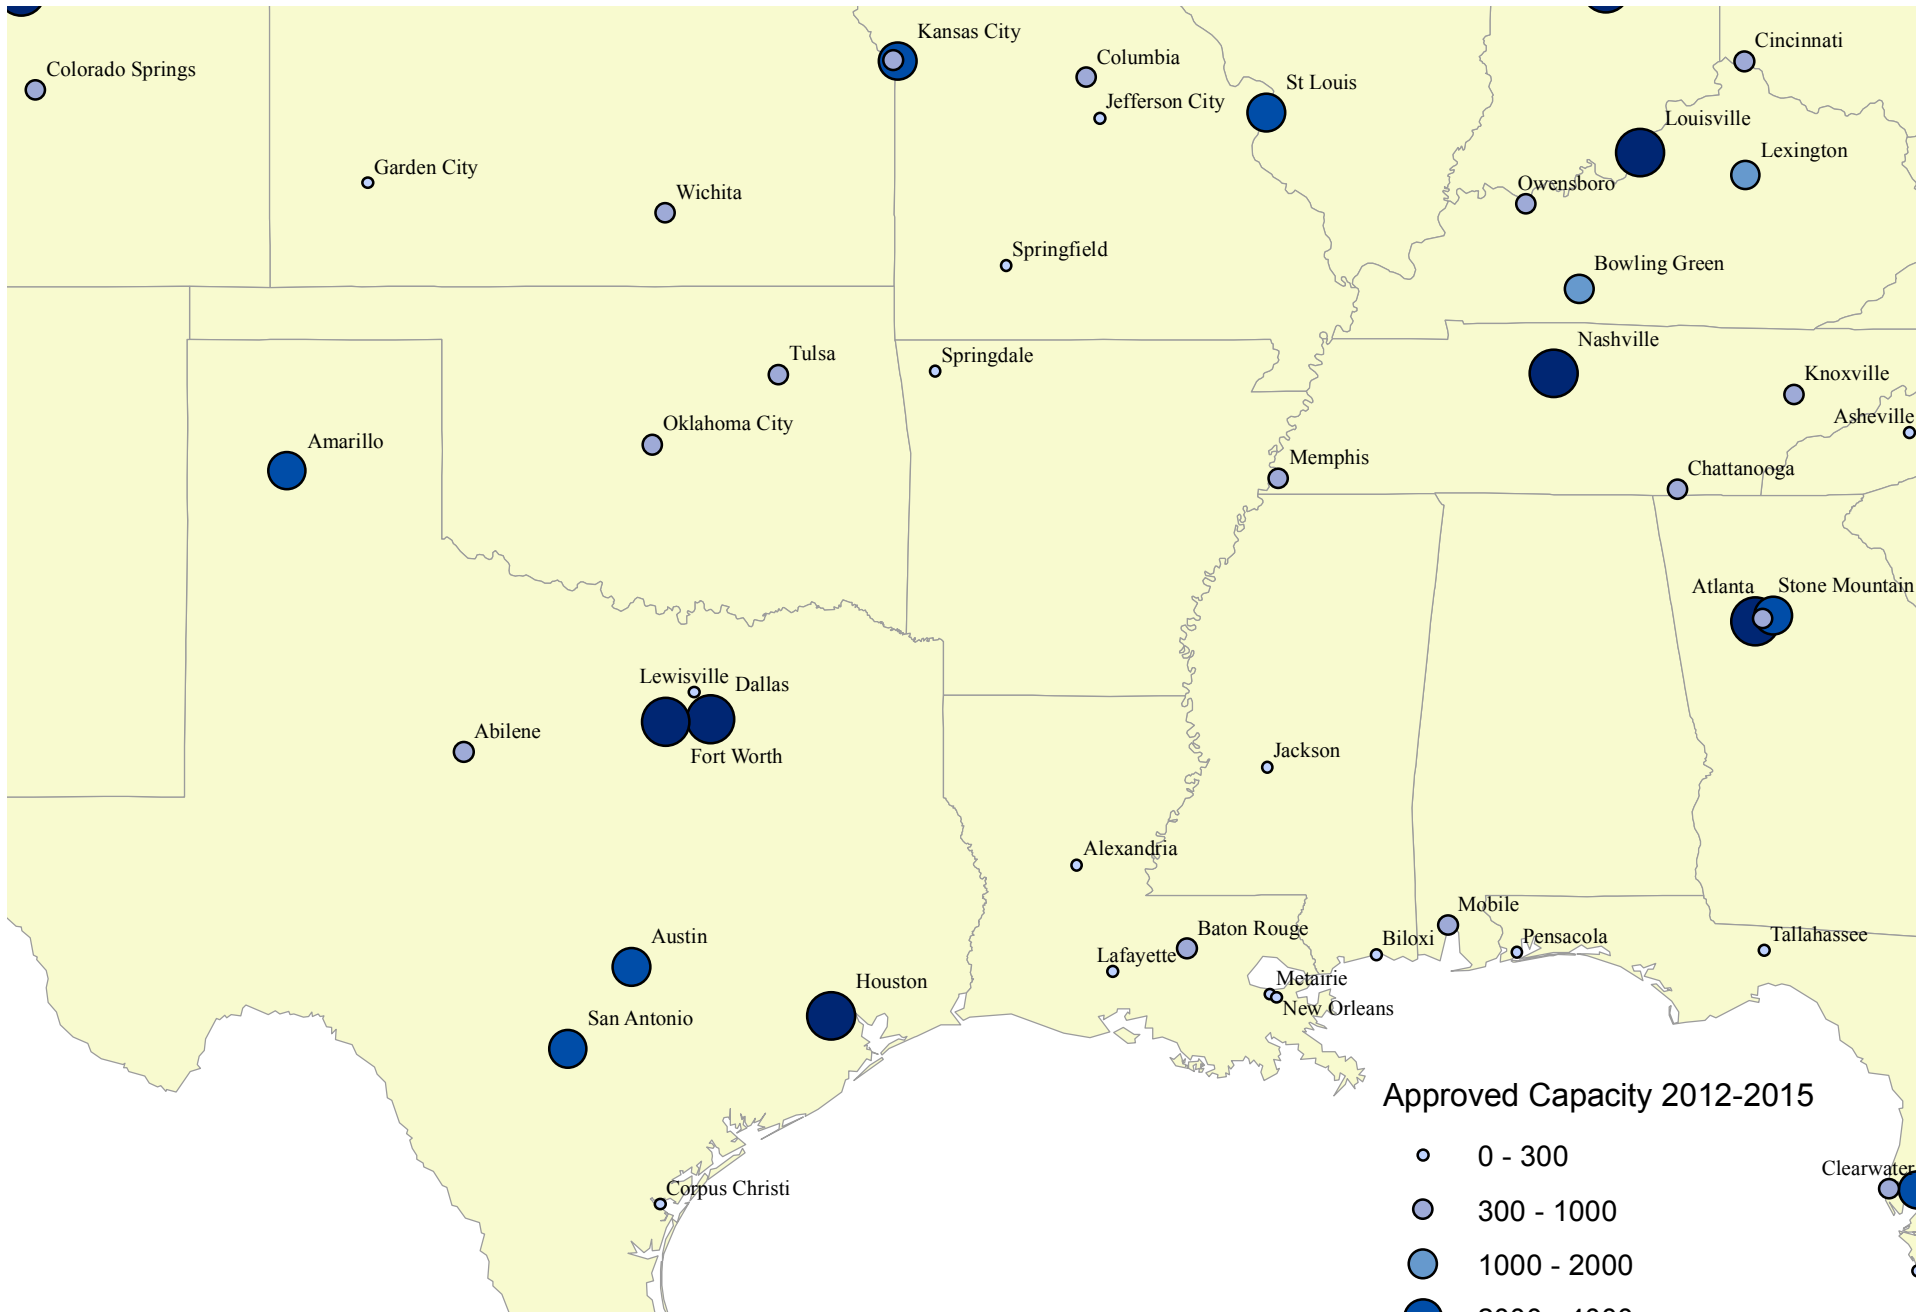 Kansas City
Cincinnati
Columbia
Colorado Springs
St Louis
Jefferson City
Louisville
Lexington
Garden City
Wichita
Owensboro
Springfield
Bowling Green
Nashville
Tulsa
Springdale
Knoxville
Asheville
Oklahoma City
Amarillo
Memphis
Chattanooga
Atlanta
Stone Mountain
Lewisville
Dallas
Abilene
Fort Worth
Jackson
Alexandria
Mobile
Baton Rouge
Austin
Biloxi
Pensacola
Tallahassee
Lafayette
Houston
Metairie
New Orleans
San Antonio
Approved Capacity 2012-2015
0 - 300
Clearwater
Corpus Christi
300 - 1000
1000 - 2000